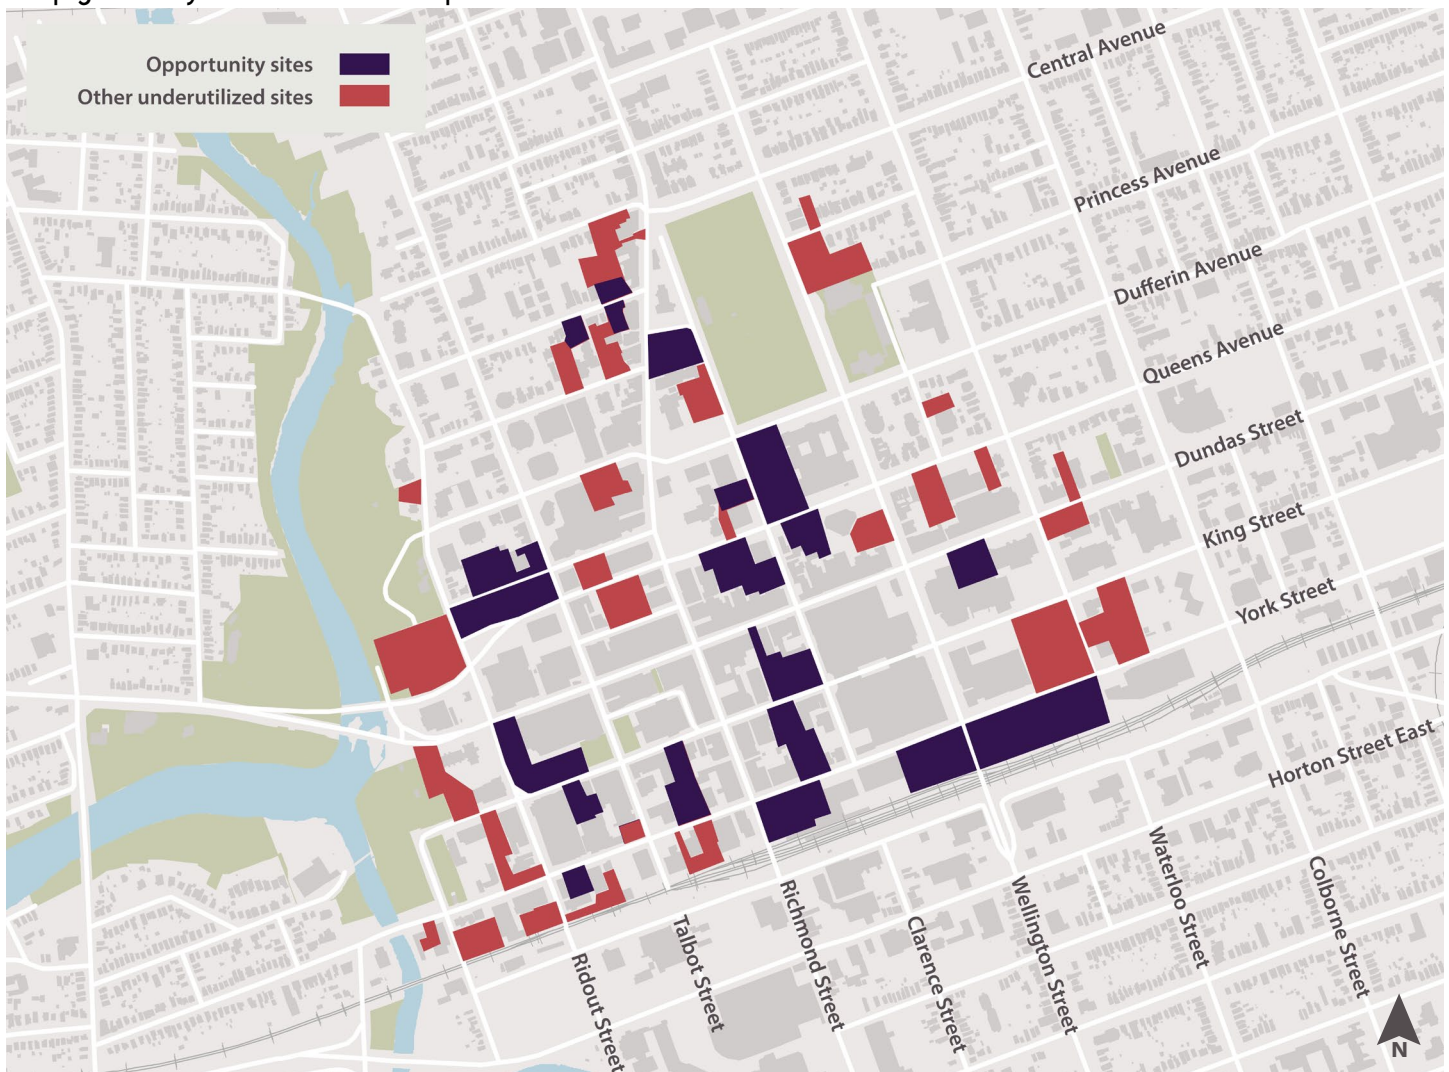 Opportunity sites
Other underutilized sites
Central Avenue
Princess Avenue
Dufferin Avenue
Queens Avenue
Dundas Street
King Street
York Street
Horton Street East
Ridout Street
Talbot Street
Richmond Street
Clarence Street
Wellington Street
Waterloo Street
Colborne Street
N